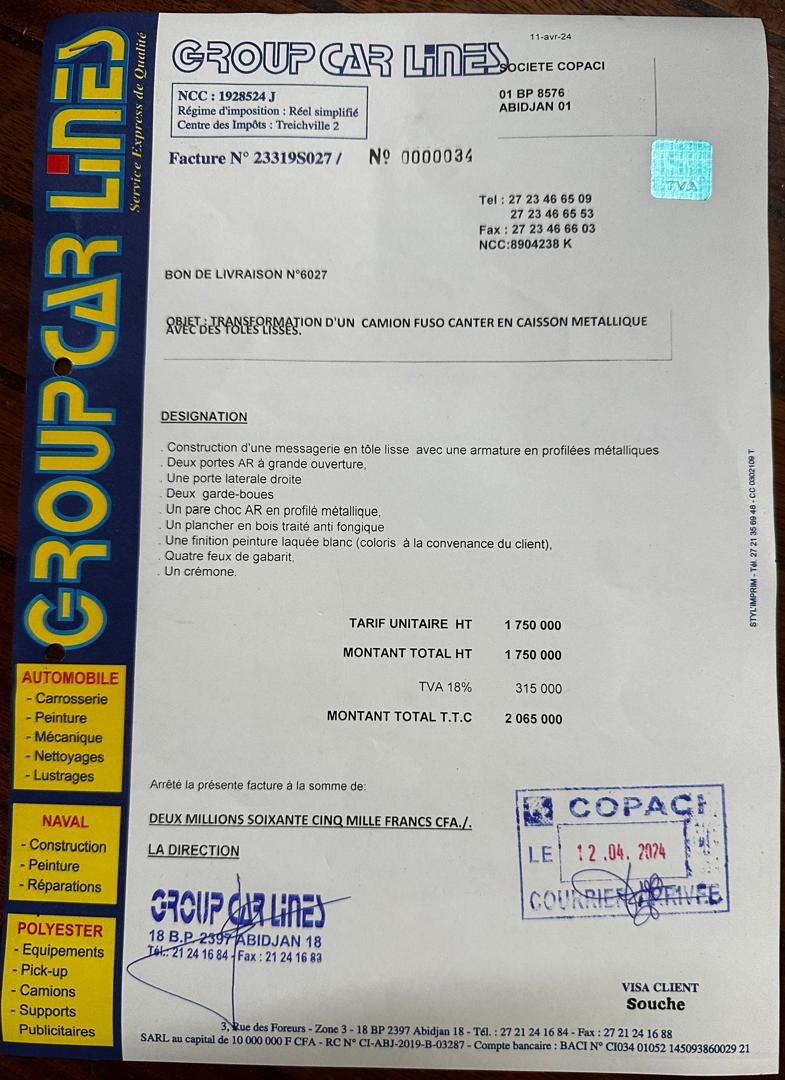 GROUP CAR LINES
Service Express de Qualité
AUTOMOBILE
- Carrosserie
- Peinture
- Mécanique
- Nettoyages
- Lustrages
NAVAL
- Construction
- Peinture
- Réparations
POLYESTER
- Equipements
- Pick-up
- Camions
- Supports
Publicitaires
GROUP CAR LINES
11-avr-24
SOCIETE COPACI
01 BP 8576
ABIDJAN 01
NCC : 1928524 J
Régime d'imposition : Réel simplifié
Centre des Impôts : Treichville 2
Facture N° 23319S027 / Nº 0000034
TVA
Tel : 27 23 46 65 09
27 23 46 65 53
Fax : 27 23 46 66 03
NCC:8904238 K
BON DE LIVRAISON N°6027
OBJET : TRANSFORMATION D'UN CAMION FUSO CANTER EN CAISSON METALLIQUE
AVEC DES TOLES LISSES.
DESIGNATION
. Construction d'une messagerie en tôle lisse avec une armature en profilées métalliques
. Deux portes AR à grande ouverture,
. Une porte laterale droite
. Deux garde-boues
. Un pare choc AR en profilé métallique,
. Un plancher en bois traité anti fongique
. Une finition peinture laquée blanc (coloris à la convenance du client),
. Quatre feux de gabarit,
. Un crémone.
TARIF UNITAIRE HT 1 750 000
MONTANT TOTAL HT 1 750 000
TVA 18% 315 000
MONTANT TOTAL T.T.C 2 065 000
Arrêté la présente facture à la somme de:
DEUX MILLIONS SOIXANTE CINQ MILLE FRANCS CFA./.
LA DIRECTION
GROUP CAR LINES
18 B.P. 2397 ABIDJAN 18
Tél.: 21 24 16 84 - Fax : 21 24 16 88
COPACI
LE 12.04.2024
COURRIER ARRIVEE
VISA CLIENT
Souche
3, Rue des Foreurs - Zone 3 - 18 BP 2397 Abidjan 18 - Tél. : 27 21 24 16 84 - Fax : 27 21 24 16 88
SARL au capital de 10 000 000 F CFA - RC N° CI-ABJ-2019-B-03287 - Compte bancaire : BACI N° CI034 01052 145093860029 21
STYL'IMPRIM - Tél. 27 21 35 69 48 - CC 0302109 T